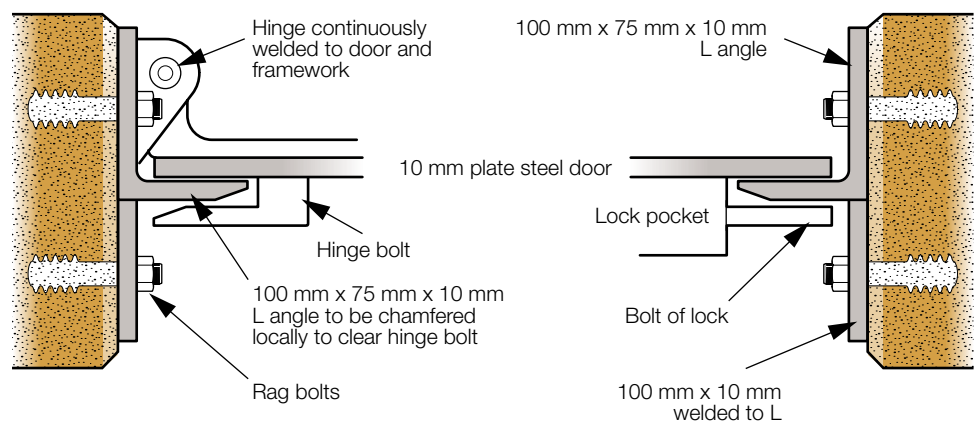 Hinge continuously
welded to door and
framework
100 mm x 75 mm x 10 mm
L angle
10 mm plate steel door
Lock pocket
Hinge bolt
100 mm x 75 mm x 10 mm
L angle to be chamfered
locally to clear hinge bolt
Bolt of lock
Rag bolts
100 mm x 10 mm
welded to L